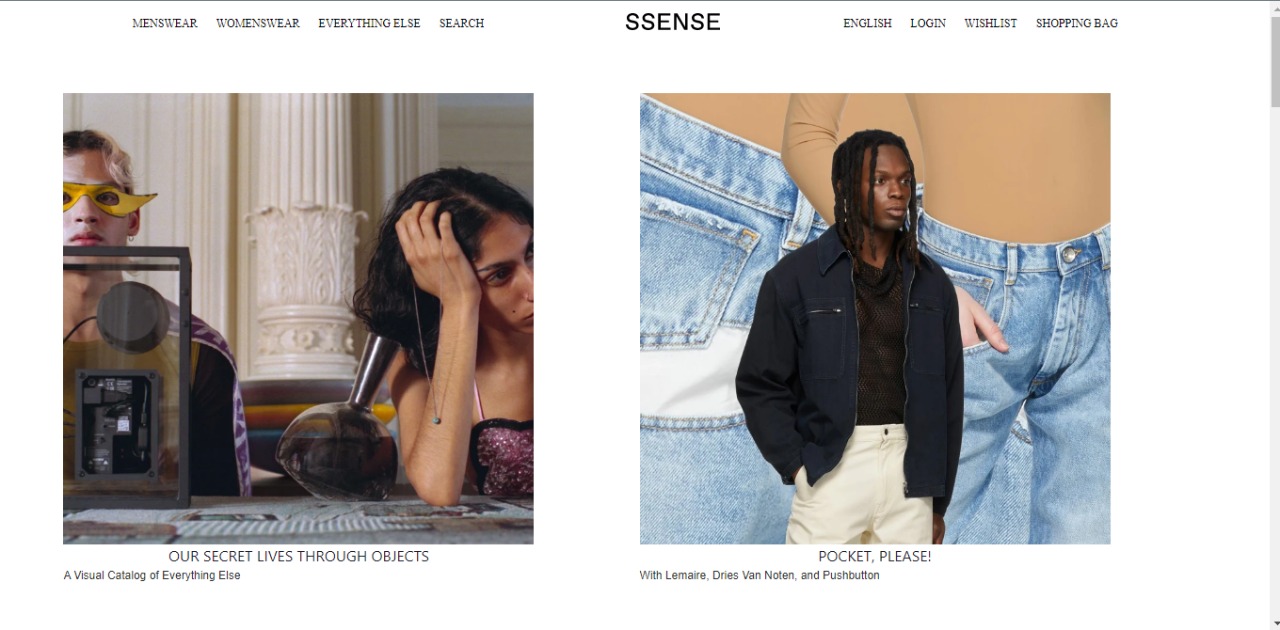 MENSWEAR WOMENSWEAR EVERYTHING ELSE SEARCH SSENSE ENGLISH LOGIN WISHLIST SHOPPING BAG
OUR SECRET LIVES THROUGH OBJECTS
A Visual Catalog of Everything Else
POCKET, PLEASE!
With Lemaire, Dries Van Noten, and Pushbutton